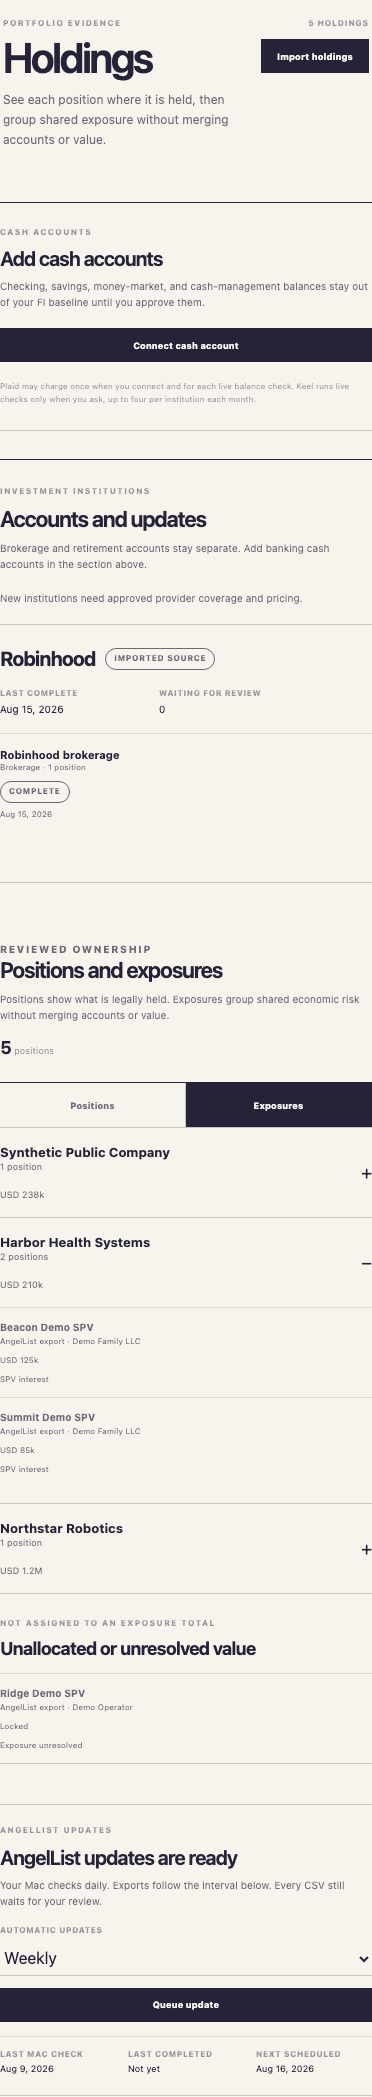 PORTFOLIO EVIDENCE
5 HOLDINGS
Holdings
Import holdings
See each position where it is held, then
group shared exposure without merging
accounts or value.
CASH ACCOUNTS
Add cash accounts
Checking, savings, money-market, and cash-management balances stay out
of your FI baseline until you approve them.
Connect cash account
Plaid may charge once when you connect and for each live balance check. Keel runs live
checks only when you ask, up to four per institution each month.
INVESTMENT INSTITUTIONS
Accounts and updates
Brokerage and retirement accounts stay separate. Add banking cash
accounts in the section above.
New institutions need approved provider coverage and pricing.
Robinhood
IMPORTED SOURCE
LAST COMPLETE
WAITING FOR REVIEW
Aug 15, 2026
0
Robinhood brokerage
Brokerage · 1 position
COMPLETE
Aug 15, 2026
REVIEWED OWNERSHIP
Positions and exposures
Positions show what is legally held. Exposures group shared economic risk
without merging accounts or value.
5 positions
Positions
Exposures
Synthetic Public Company
1 position
+
USD 238k
Harbor Health Systems
2 positions
−
USD 210k
Beacon Demo SPV
AngelList export · Demo Family LLC
USD 125k
SPV interest
Summit Demo SPV
AngelList export · Demo Family LLC
USD 85k
SPV interest
Northstar Robotics
1 position
+
USD 1.2M
NOT ASSIGNED TO AN EXPOSURE TOTAL
Unallocated or unresolved value
Ridge Demo SPV
AngelList export · Demo Operator
Locked
Exposure unresolved
ANGELLIST UPDATES
AngelList updates are ready
Your Mac checks daily. Exports follow the interval below. Every CSV still
waits for your review.
AUTOMATIC UPDATES
Weekly
Queue update
LAST MAC CHECK
LAST COMPLETED
NEXT SCHEDULED
Aug 9, 2026
Not yet
Aug 16, 2026